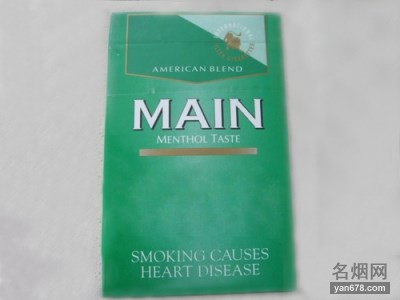 AMERICAN BLEND
MAIN
MENTHOL TASTE
SMOKING CAUSES
HEART DISEASE
名烟网
yan678.com